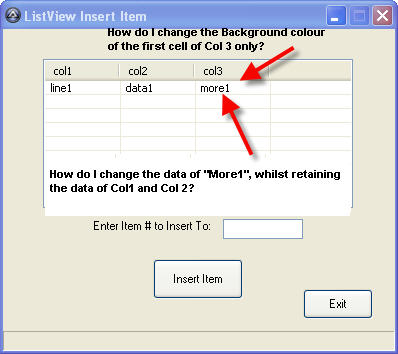 ListView Insert Item
How do I change the Background colour
of the first cell of Col 3 only?
col1 col2 col3
line1 data1 more1
How do I change the data of "More1", whilst retaining
the data of Col1 and Col 2?
Enter Item # to Insert To:
Insert Item
Exit